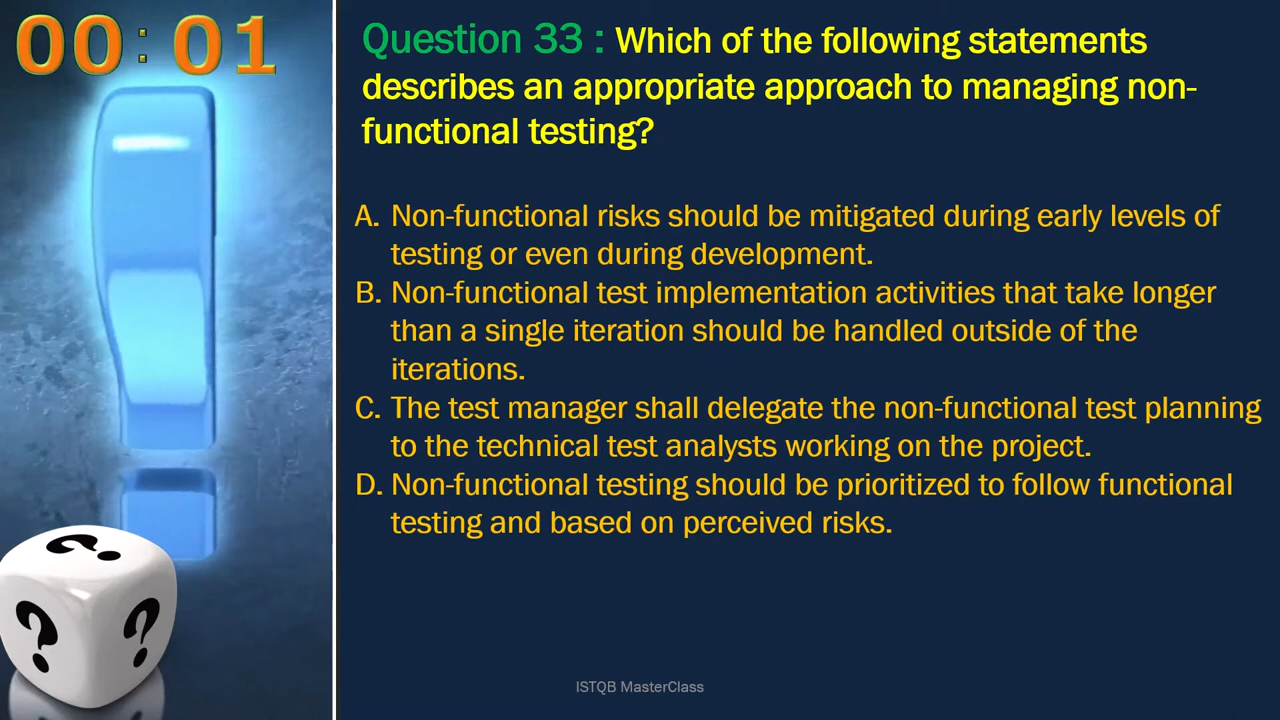 00:01
Question 33 : Which of the following statements
describes an appropriate approach to managing non-
functional testing?
A. Non-functional risks should be mitigated during early levels of
testing or even during development.
B. Non-functional test implementation activities that take longer
than a single iteration should be handled outside of the
iterations.
C. The test manager shall delegate the non-functional test planning
to the technical test analysts working on the project.
D. Non-functional testing should be prioritized to follow functional
testing and based on perceived risks.
? ? ?
ISTQB MasterClass